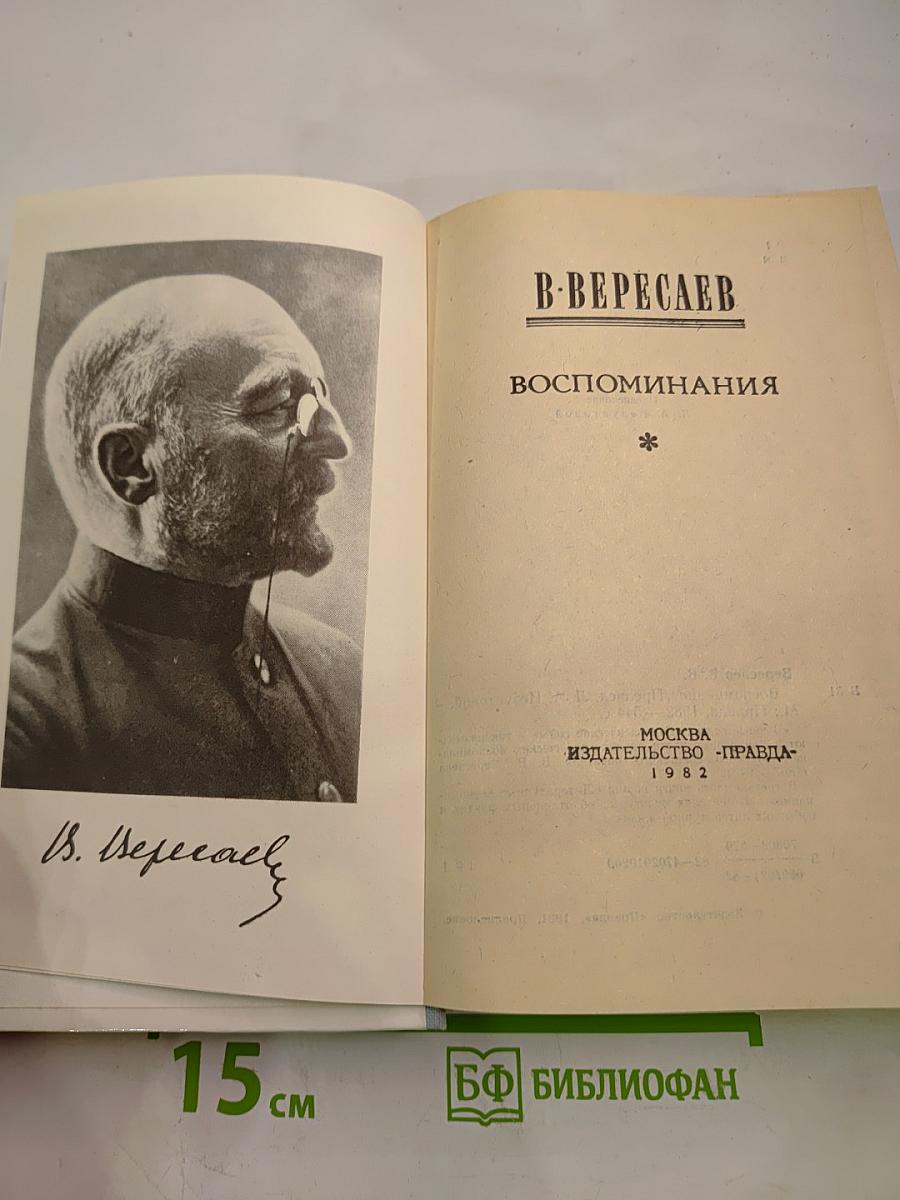 В. Вересаев
В·ВЕРЕСАЕВ
ВОСПОМИНАНИЯ
*
МОСКВА
ИЗДАТЕЛЬСТВО «ПРАВДА»
1982
15 см
БФ БИБЛИОФАН